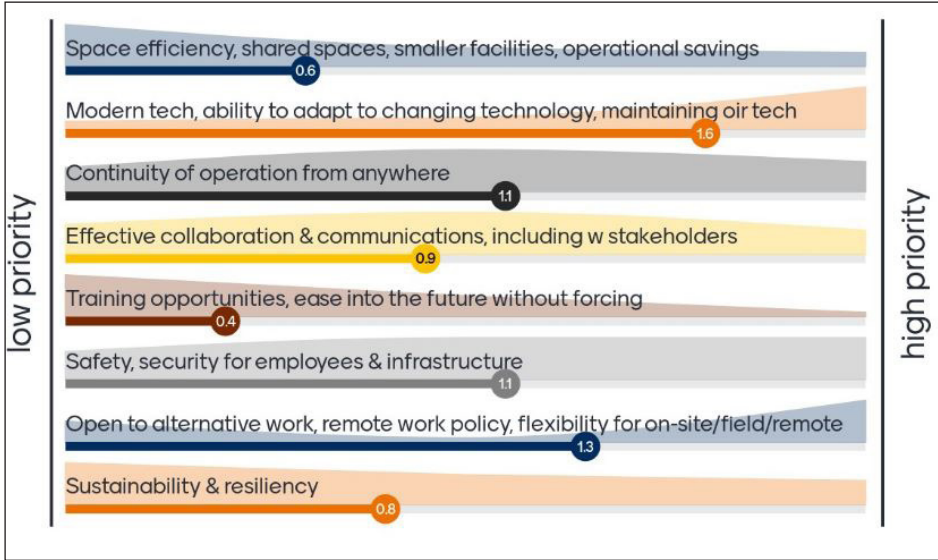 Space efficiency, shared spaces, smaller facilities, operational savings
0.6
Modern tech, ability to adapt to changing technology, maintaining oir tech
1.6
Continuity of operation from anywhere
1.1
Effective collaboration & communications, including w stakeholders
0.9
Training opportunities, ease into the future without forcing
0.4
Safety, security for employees & infrastructure
1.1
Open to alternative work, remote work policy, flexibility for on-site/field/remote
1.3
Sustainability & resiliency
0.8
low priority
high priority